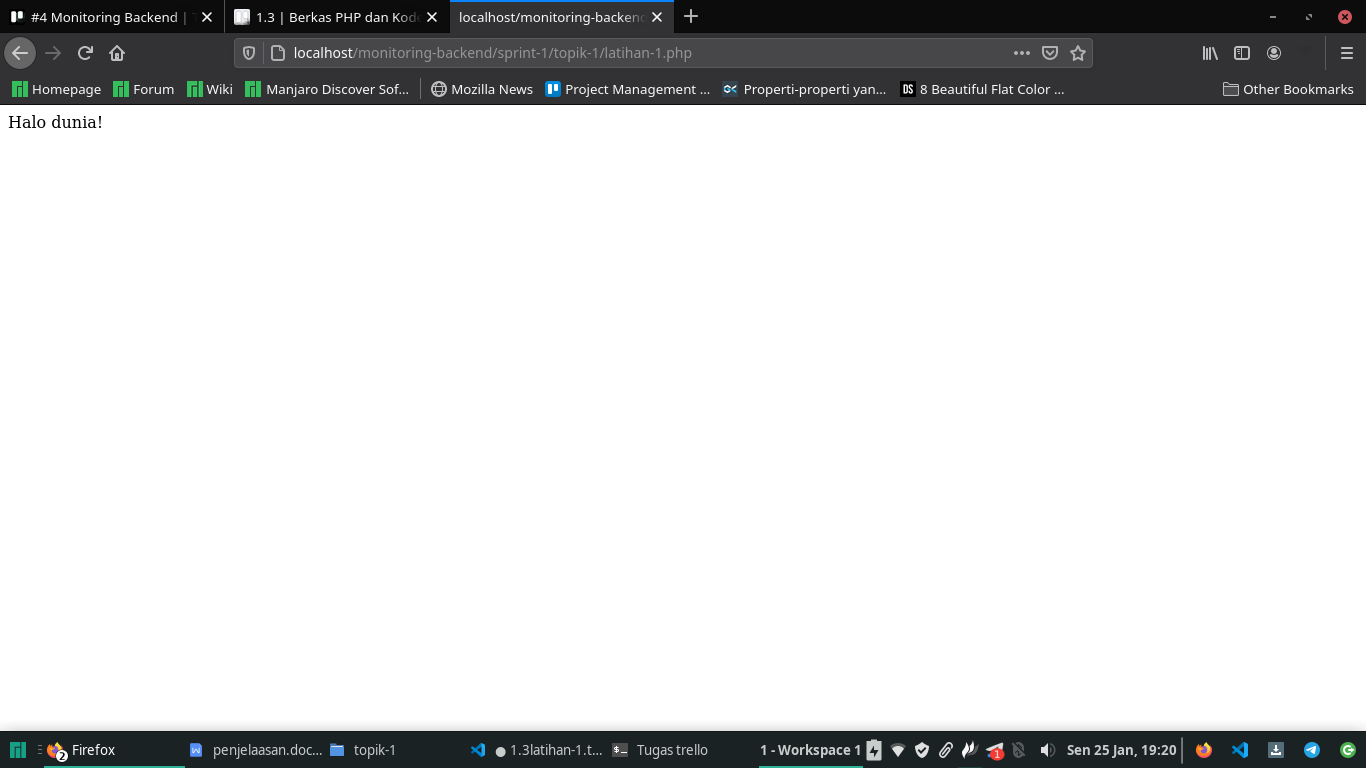 #4 Monitoring Backend |
1.3 | Berkas PHP dan Kod
localhost/monitoring-backend
localhost/monitoring-backend/sprint-1/topik-1/latihan-1.php
Homepage
Forum
Wiki
Manjaro Discover Sof...
Mozilla News
Project Management ...
Properti-properti yan...
DS
8 Beautiful Flat Color ...
Other Bookmarks
Halo dunia!
2
Firefox
penjelaasan.doc...
topik-1
● 1.3latihan-1.t...
Tugas trello
1 - Workspace 1
1
Sen 25 Jan, 19:20